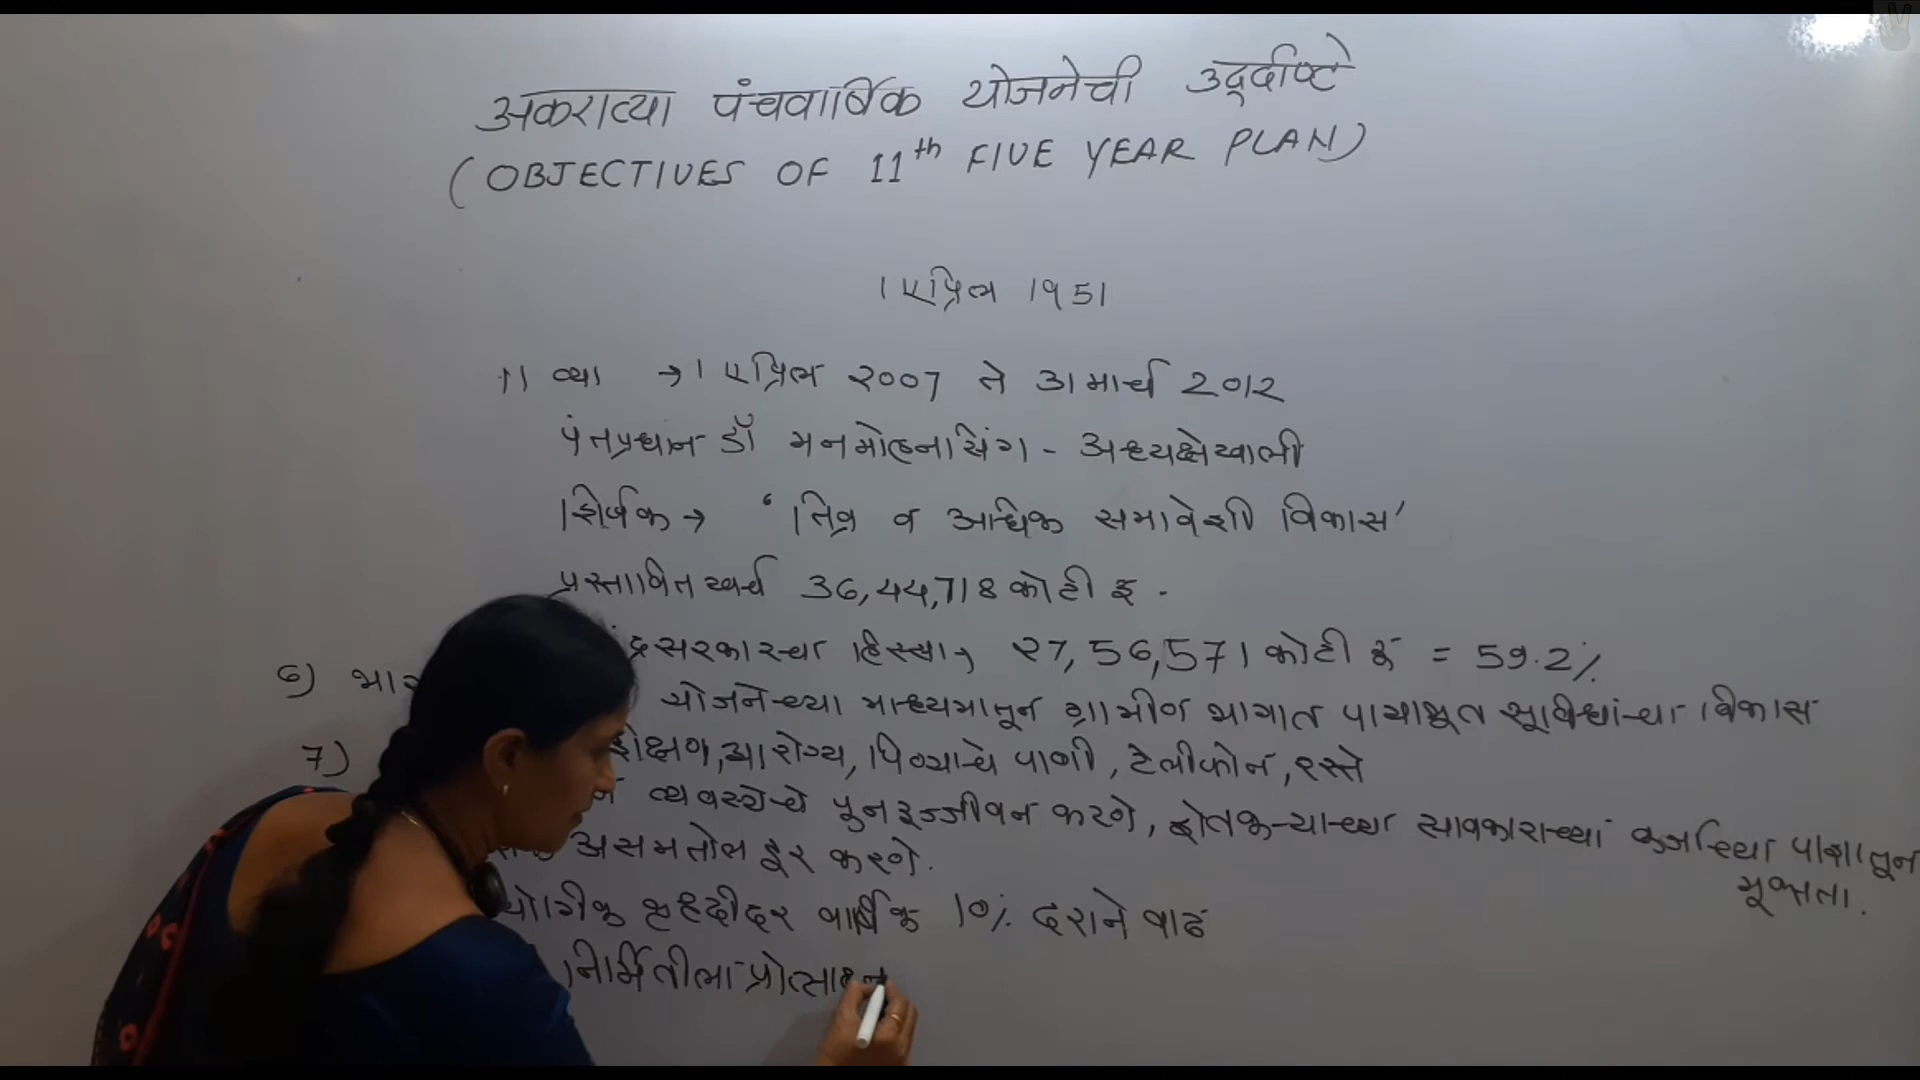 अकराव्या पंचवार्षिक योजनेची उद्दीष्टे
(OBJECTIVES OF 11th FIVE YEAR PLAN)
1 एप्रिल 1951
11 व्या → 1 एप्रिल 2007 ते 31 मार्च 2012
पंतप्रधान डॉ मनमोहनसिंग - अध्यक्षेखाली
शिर्षक → ' तिव्र व अधिक समावेशी विकास '
प्रस्तावित खर्च 36,44,718 कोटी रु .
सरकारचा हिस्सा → 27,56,571 कोटी रु = 59.2%
6) योजनेच्या माध्यमातून ग्रामीण भागात पायाभूत सूविधांचा विकास
7) आरोग्य, पिण्याचे पाणी, टेलीफोन, रस्ते
व्यवस्थेचे पुनरुज्जीवन करणे, शेतकऱ्याच्या सावकाराच्या कर्जाच्या पाशातून मूक्तता.
असमतोल दूर करणे.
वृध्दीदर वार्षिक 10% दराने वाढ
निर्मितीला प्रोत्साहन